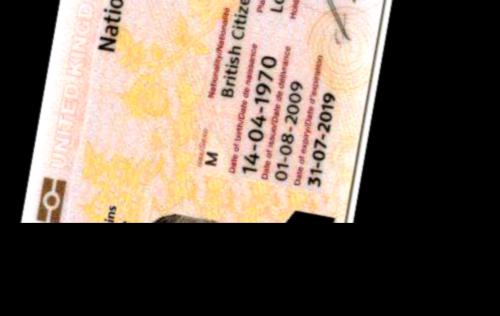 UNITED KINGD
Natio
Nationality/Nationalité
British Citize
M
Date of birth/Date de naissance
14-04-1970
Date of issue/Date de délivrance
01-08-2009
Date of expiry/Date d'expiration
31-07-2019
ins